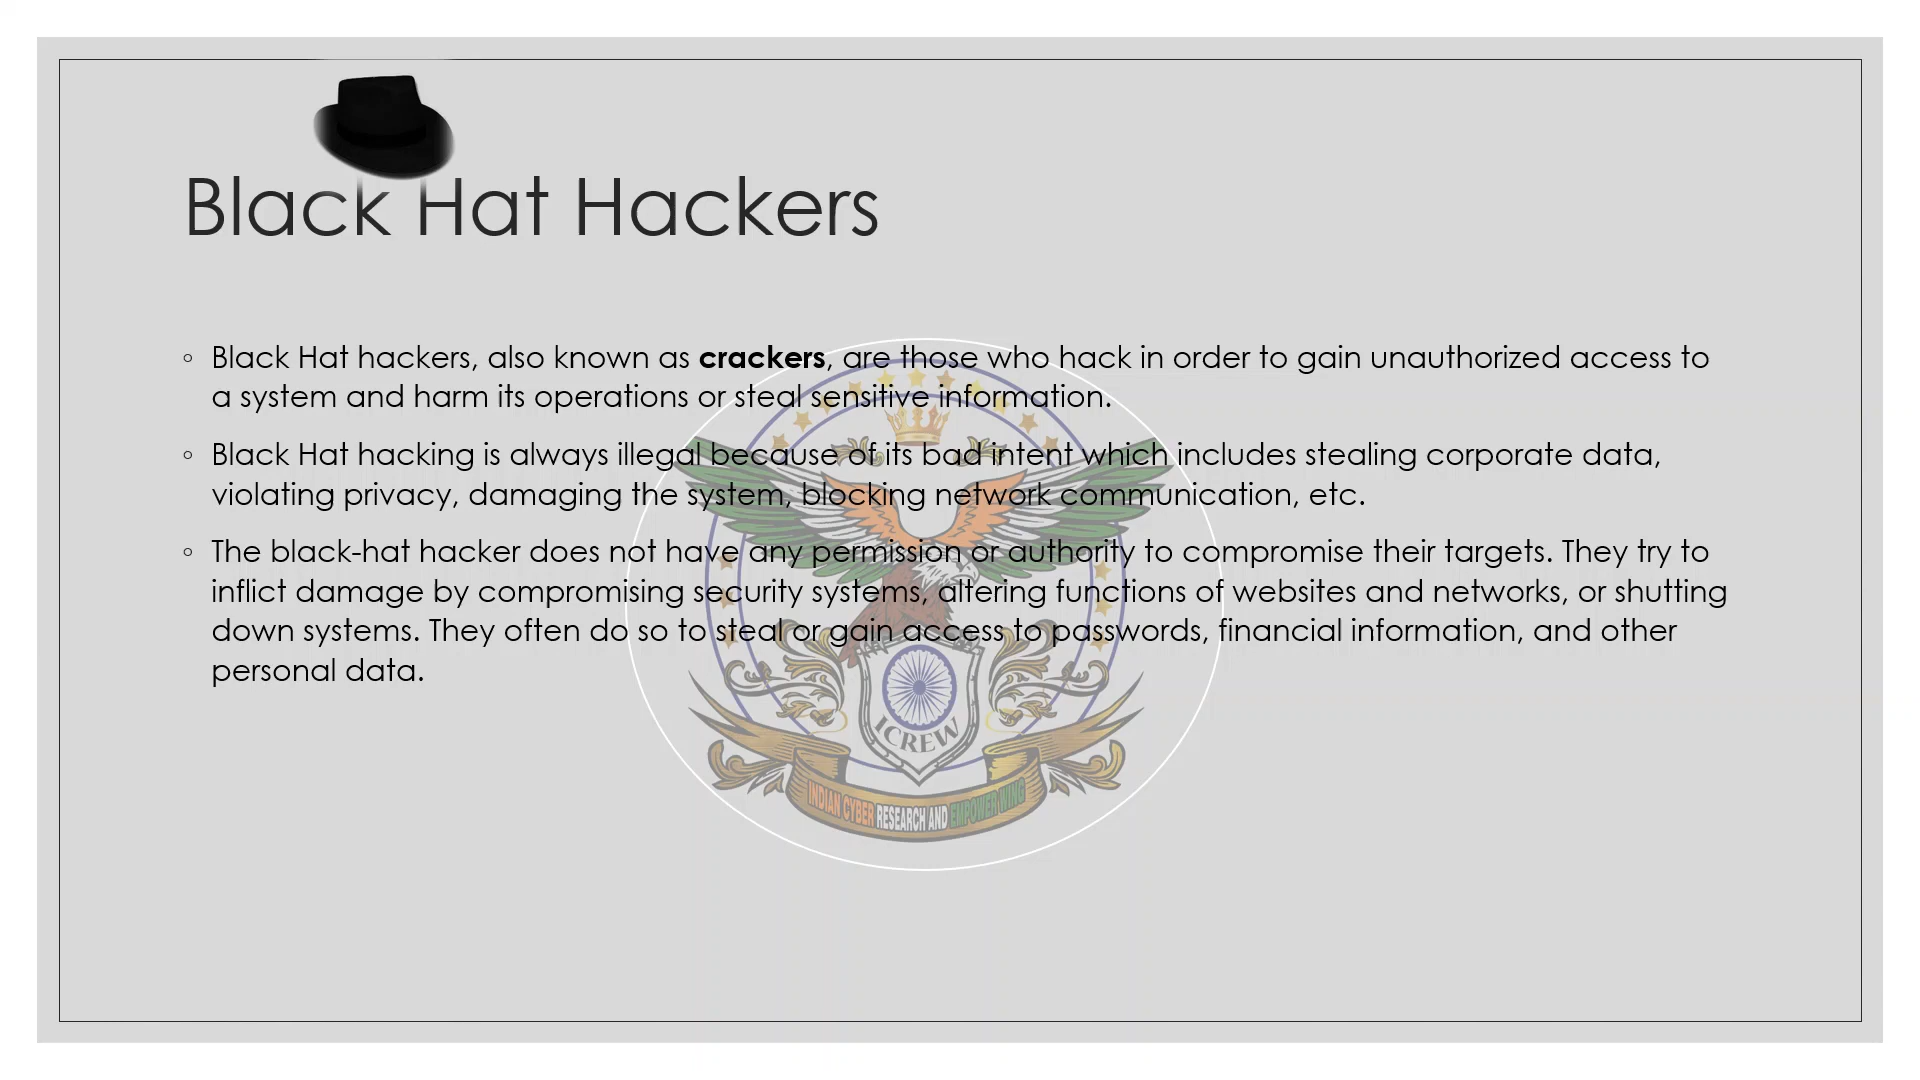 Black Hat Hackers
◦ Black Hat hackers, also known as crackers, are those who hack in order to gain unauthorized access to
a system and harm its operations or steal sensitive information.
◦ Black Hat hacking is always illegal because of its bad intent which includes stealing corporate data,
violating privacy, damaging the system, blocking network communication, etc.
◦ The black-hat hacker does not have any permission or authority to compromise their targets. They try to
inflict damage by compromising security systems, altering functions of websites and networks, or shutting
down systems. They often do so to steal or gain access to passwords, financial information, and other
personal data.
ICREW
INDIAN CYBER RESEARCH AND EMPOWER WING